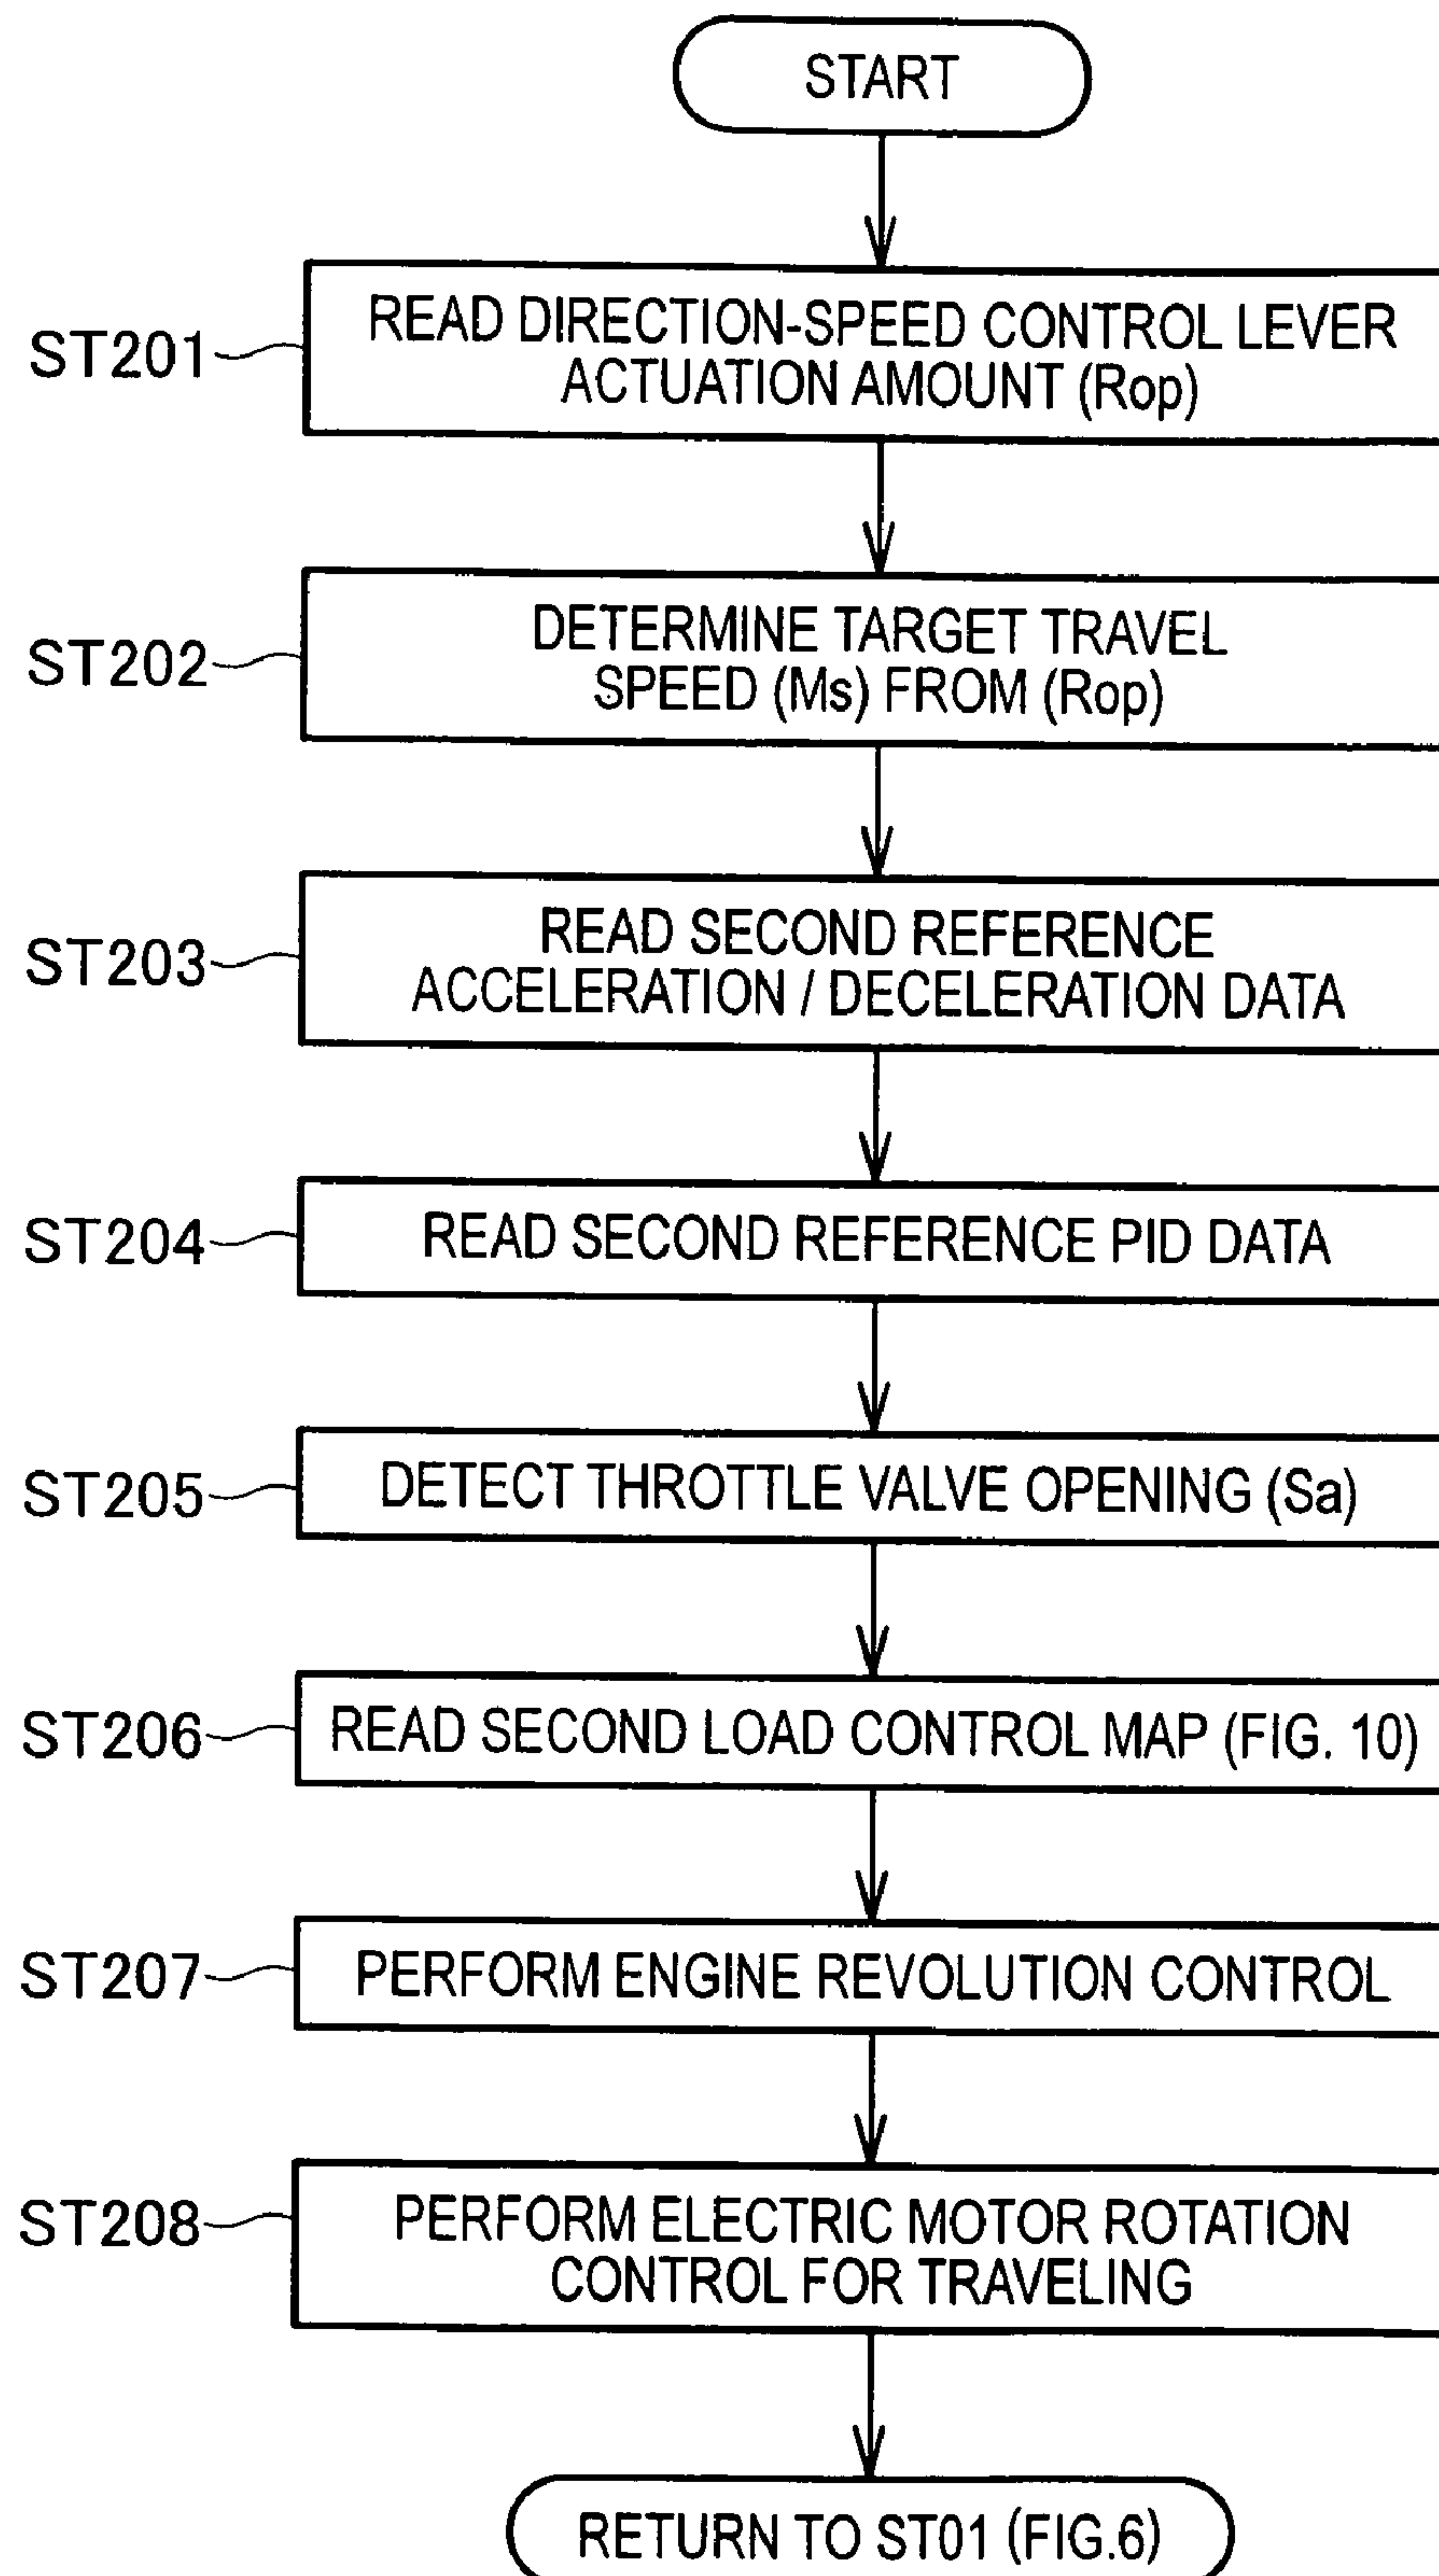 START
ST201
READ DIRECTION-SPEED CONTROL LEVER
ACTUATION AMOUNT (Rop)
ST202
DETERMINE TARGET TRAVEL
SPEED (Ms) FROM (Rop)
ST203
READ SECOND REFERENCE
ACCELERATION / DECELERATION DATA
ST204
READ SECOND REFERENCE PID DATA
ST205
DETECT THROTTLE VALVE OPENING (Sa)
ST206
READ SECOND LOAD CONTROL MAP (FIG. 10)
ST207
PERFORM ENGINE REVOLUTION CONTROL
ST208
PERFORM ELECTRIC MOTOR ROTATION
CONTROL FOR TRAVELING
RETURN TO ST01 (FIG.6)